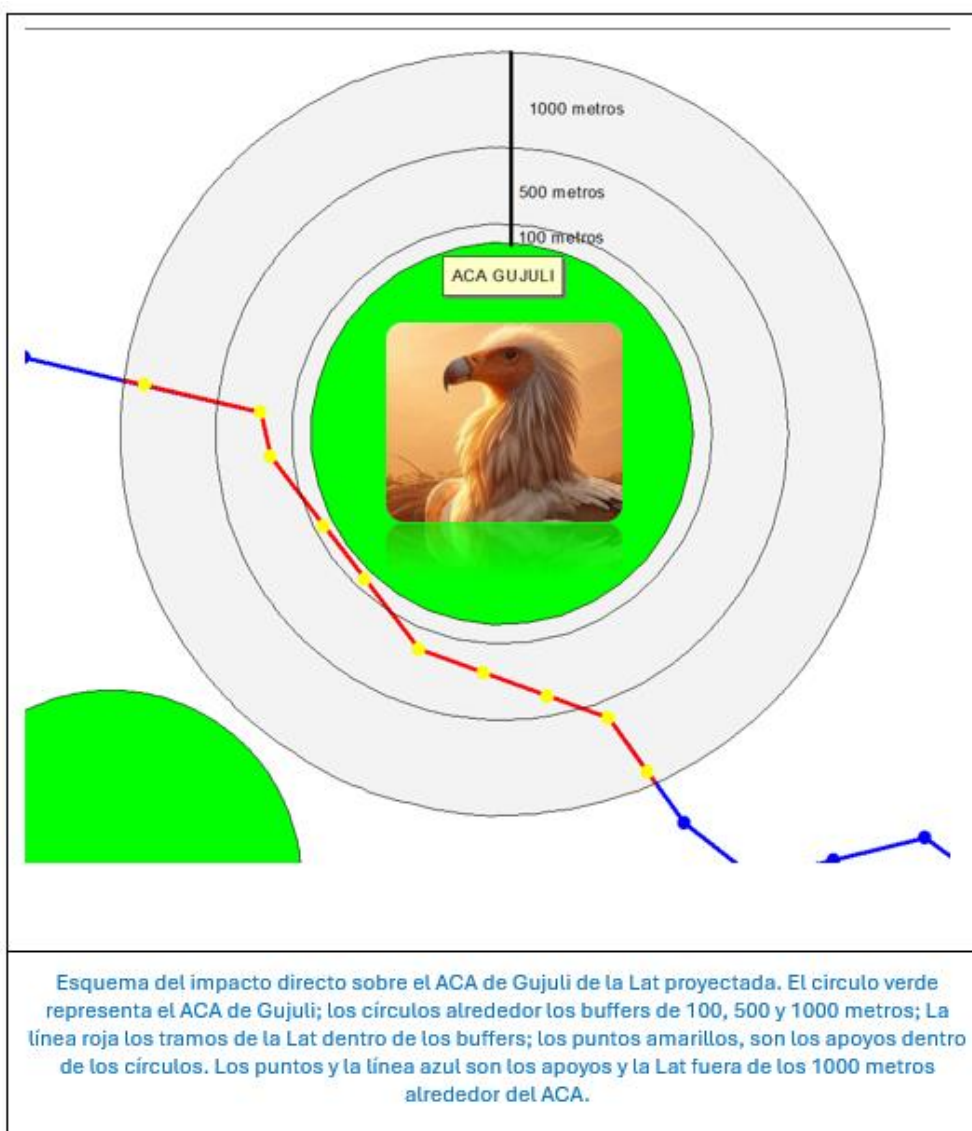 1000 metros
500 metros
100 metros
ACA GUJULI
Esquema del impacto directo sobre el ACA de Gujuli de la Lat proyectada. El circulo verde
representa el ACA de Gujuli; los círculos alrededor los buffers de 100, 500 y 1000 metros; La
línea roja los tramos de la Lat dentro de los buffers; los puntos amarillos, son los apoyos dentro
de los círculos. Los puntos y la línea azul son los apoyos y la Lat fuera de los 1000 metros
alrededor del ACA.